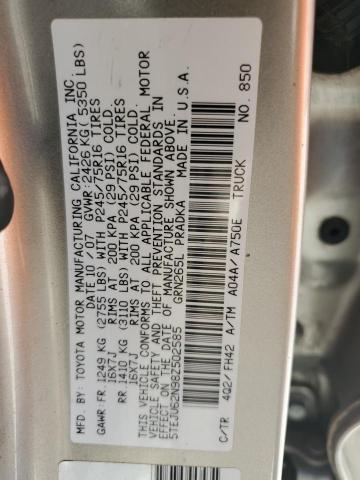 MFD. BY: TOYOTA MOTOR MANUFACTURING CALIFORNIA INC.
DATE 10/07 GVWR: 2426 KG (5350 LBS)
GAWR FR. 1249 KG (2755 LBS) WITH P245/75R16 TIRES
16X7J RIMS AT 200 KPA (29 PSI) COLD.
RR 1410 KG (3110 LBS) WITH P245/75R16 TIRES
16X7J RIMS AT 200 KPA (29 PSI) COLD.
THIS VEHICLE CONFORMS TO ALL APPLICABLE FEDERAL MOTOR
VEHICLE SAFETY AND THEFT PREVENTION STANDARDS IN
EFFECT ON THE DATE OF MANUFACTURE SHOWN ABOVE.
5TEJU62N98Z502585 GRN265L PRADKA MADE IN U.S.A.
TRUCK
C/TR 4Q2/FH42 A/TM A04A/A750E
NO. 850